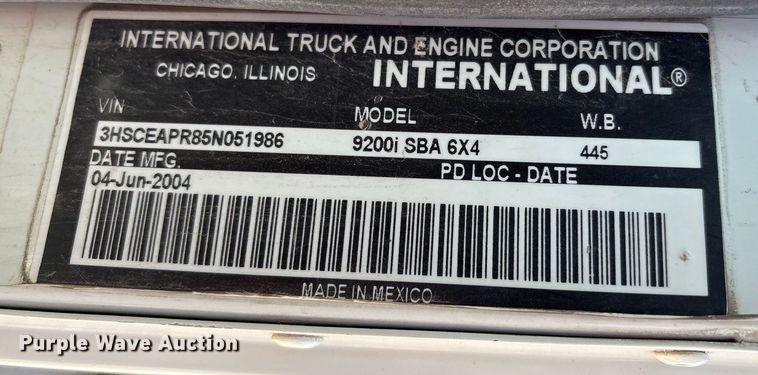 INTERNATIONAL TRUCK AND ENGINE CORPORATION
CHICAGO, ILLINOIS INTERNATIONAL®
VIN MODEL W.B.
3HSCEAPR85N051986 9200i SBA 6X4 445
DATE MFG. PD LOC - DATE
04-Jun-2004
MADE IN MEXICO
Purple Wave Auction